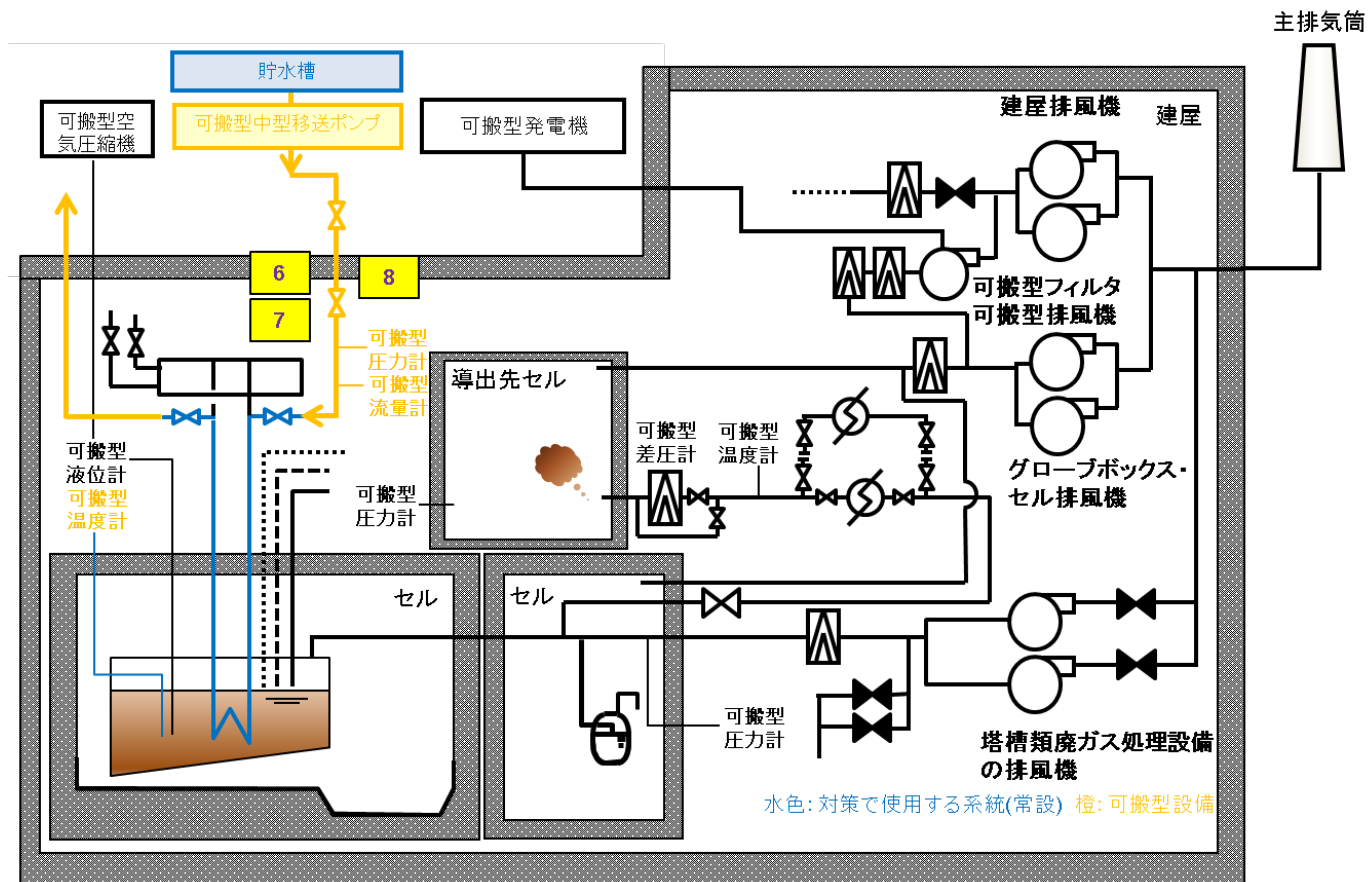 主排気筒
貯水槽
可搬型空
気圧縮機
可搬型中型移送ポンプ
可搬型発電機
建屋排風機
建屋
6
8
7
可搬型フィルタ
可搬型排風機
可搬型
圧力計
可搬型
流量計
導出先セル
可搬型
差圧計
可搬型
温度計
グローブボックス・
セル排風機
可搬型
液位計
可搬型
温度計
可搬型
圧力計
セル
セル
可搬型
圧力計
塔槽類廃ガス処理設備
の排風機
水色：対策で使用する系統(常設) 橙：可搬型設備